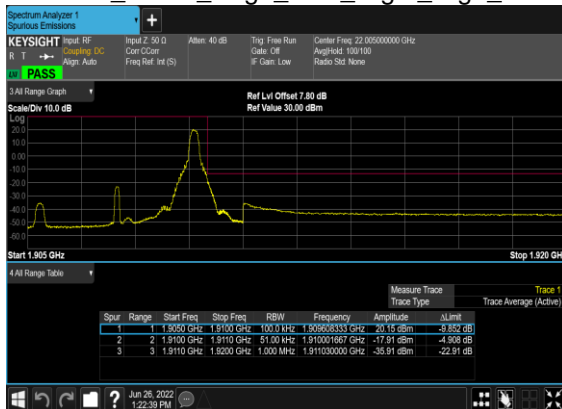 Spectrum Analyzer 1
Spurious Emissions
KEYSIGHT
R T
PASS
Input: RF
Coupling: DC
Align: Auto
Input Z: 50 Ω
Corr CCorr
Freq Ref: Int (S)
Atten: 40 dB
Trig: Free Run
Gate: Off
IF Gain: Low
Center Freq: 22.005000000 GHz
Avg|Hold: 100/100
Radio Std: None
3 All Range Graph
Scale/Div 10.0 dB
Ref Lvl Offset 7.80 dB
Ref Value 30.00 dBm
Log
20.0
10.0
0.00
-10.0
-20.0
-30.0
-40.0
-50.0
-60.0
Start 1.905 GHz
Stop 1.920 GHz
4 All Range Table
Measure Trace Trace 1
Trace Type Trace Average (Active)
Spur Range Start Freq Stop Freq RBW Frequency Amplitude ΔLimit
1 1 1.9050 GHz 1.9100 GHz 100.0 kHz 1.909608333 GHz 20.15 dBm -9.852 dB
2 2 1.9100 GHz 1.9110 GHz 51.00 kHz 1.910001667 GHz -17.91 dBm -4.908 dB
3 3 1.9110 GHz 1.9200 GHz 1.000 MHz 1.911030000 GHz -35.91 dBm -22.91 dB
Jun 26, 2022
1:22:39 PM